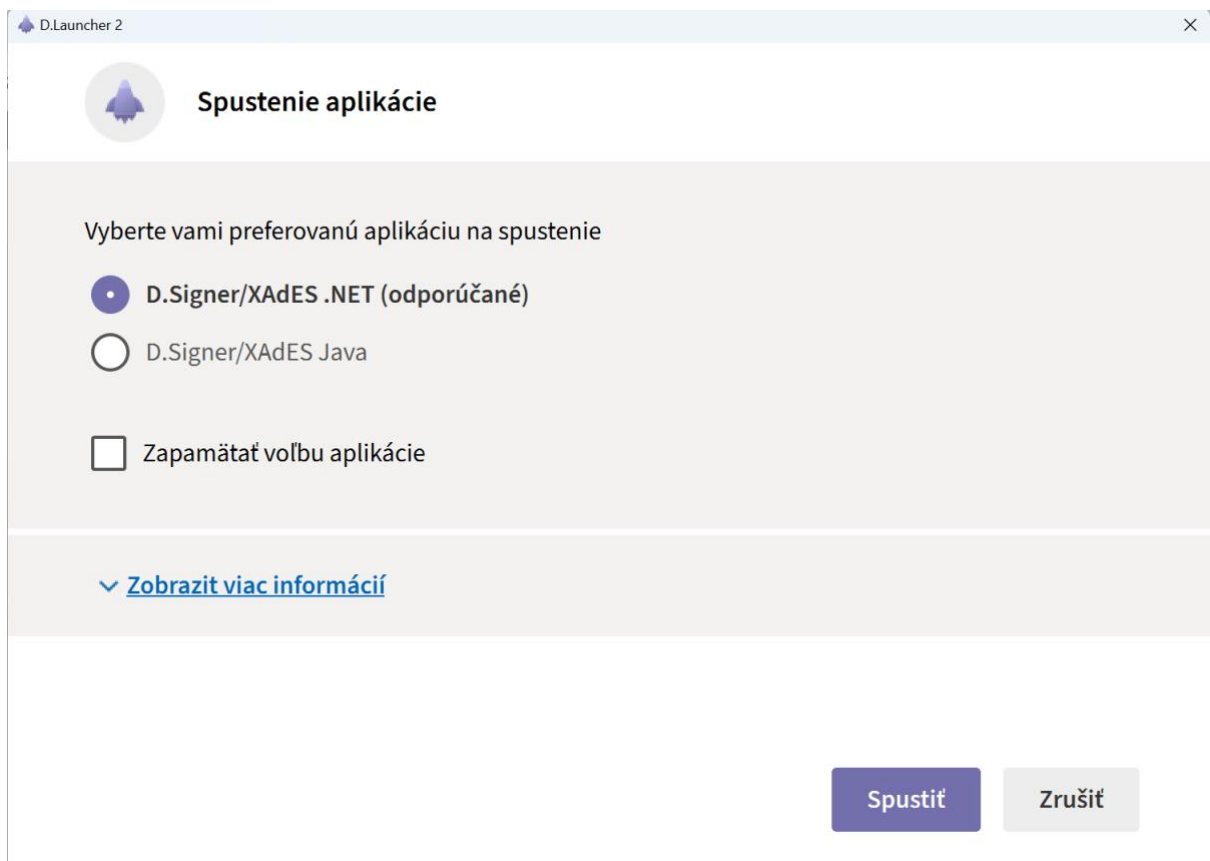 D.Launcher 2
Spustenie aplikácie
Vyberte vami preferovanú aplikáciu na spustenie
D.Signer/XAdES .NET (odporúčané)
D.Signer/XAdES Java
Zapamätať voľbu aplikácie
Zobrazit viac informácií
Spustiť
Zrušiť